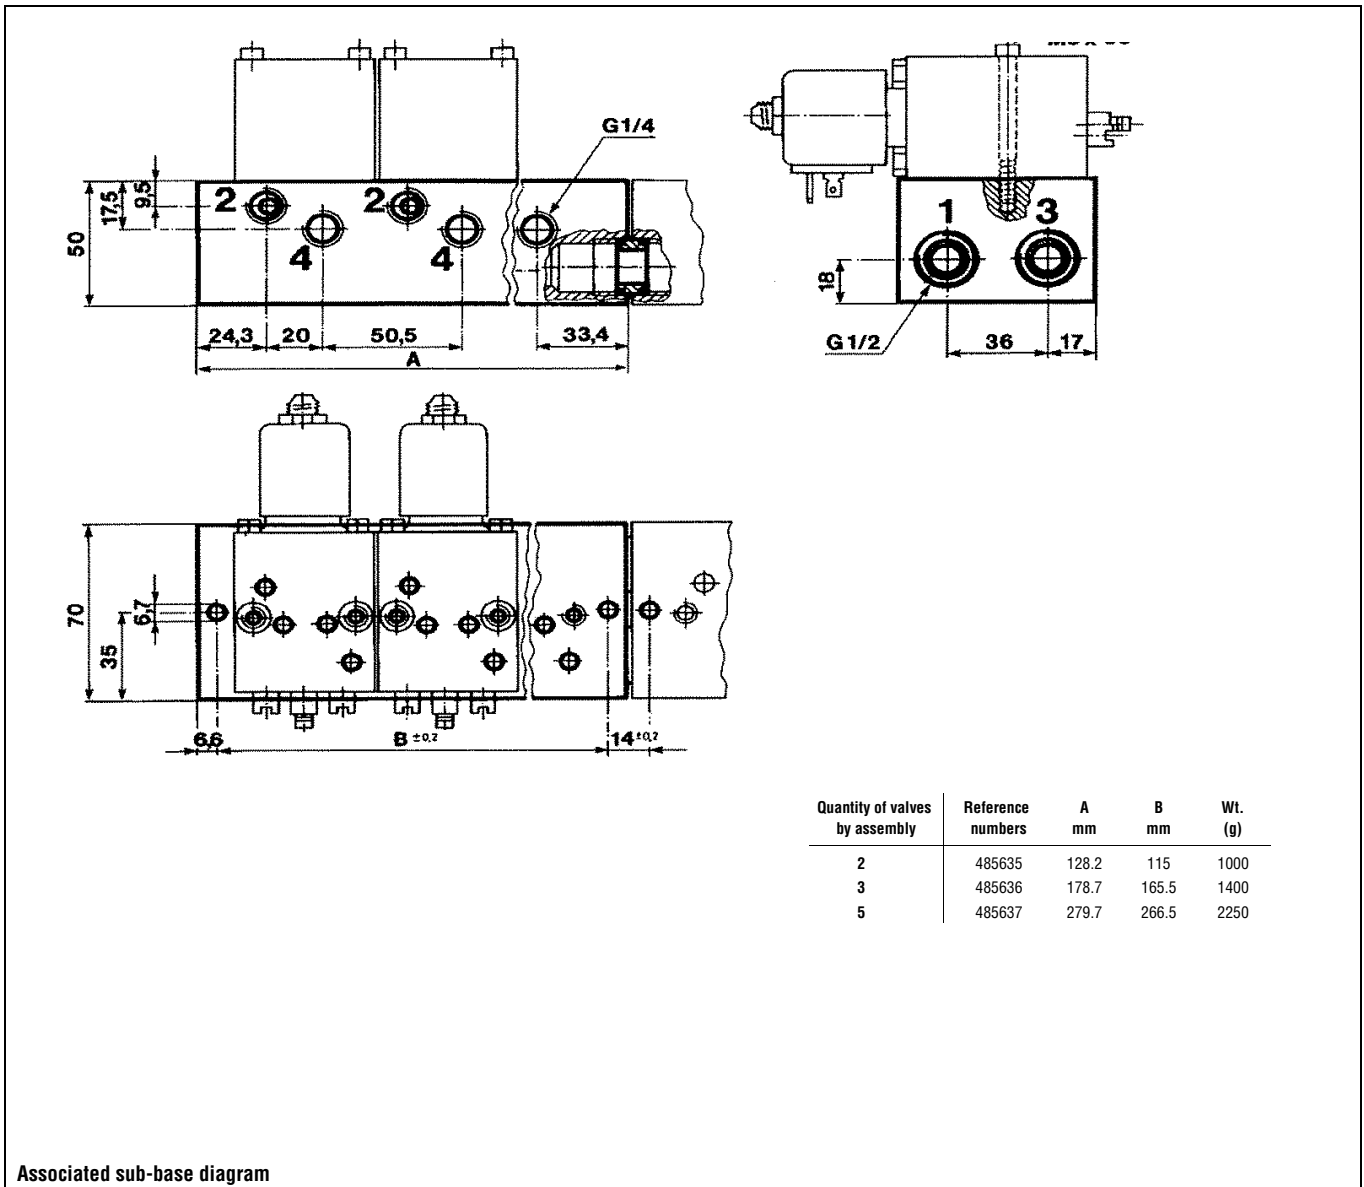 G1/4
9,5
17,5
50
2
2
4
4
24,3
20
50,5
33,4
A
1
3
18
G1/2
36
17
70
35
6,7
6,6
B ±0,2
14 ±0,2
Quantity of valves by assembly Reference numbers A mm B mm Wt. (g)
2 485635 128.2 115 1000
3 485636 178.7 165.5 1400
5 485637 279.7 266.5 2250
Associated sub-base diagram